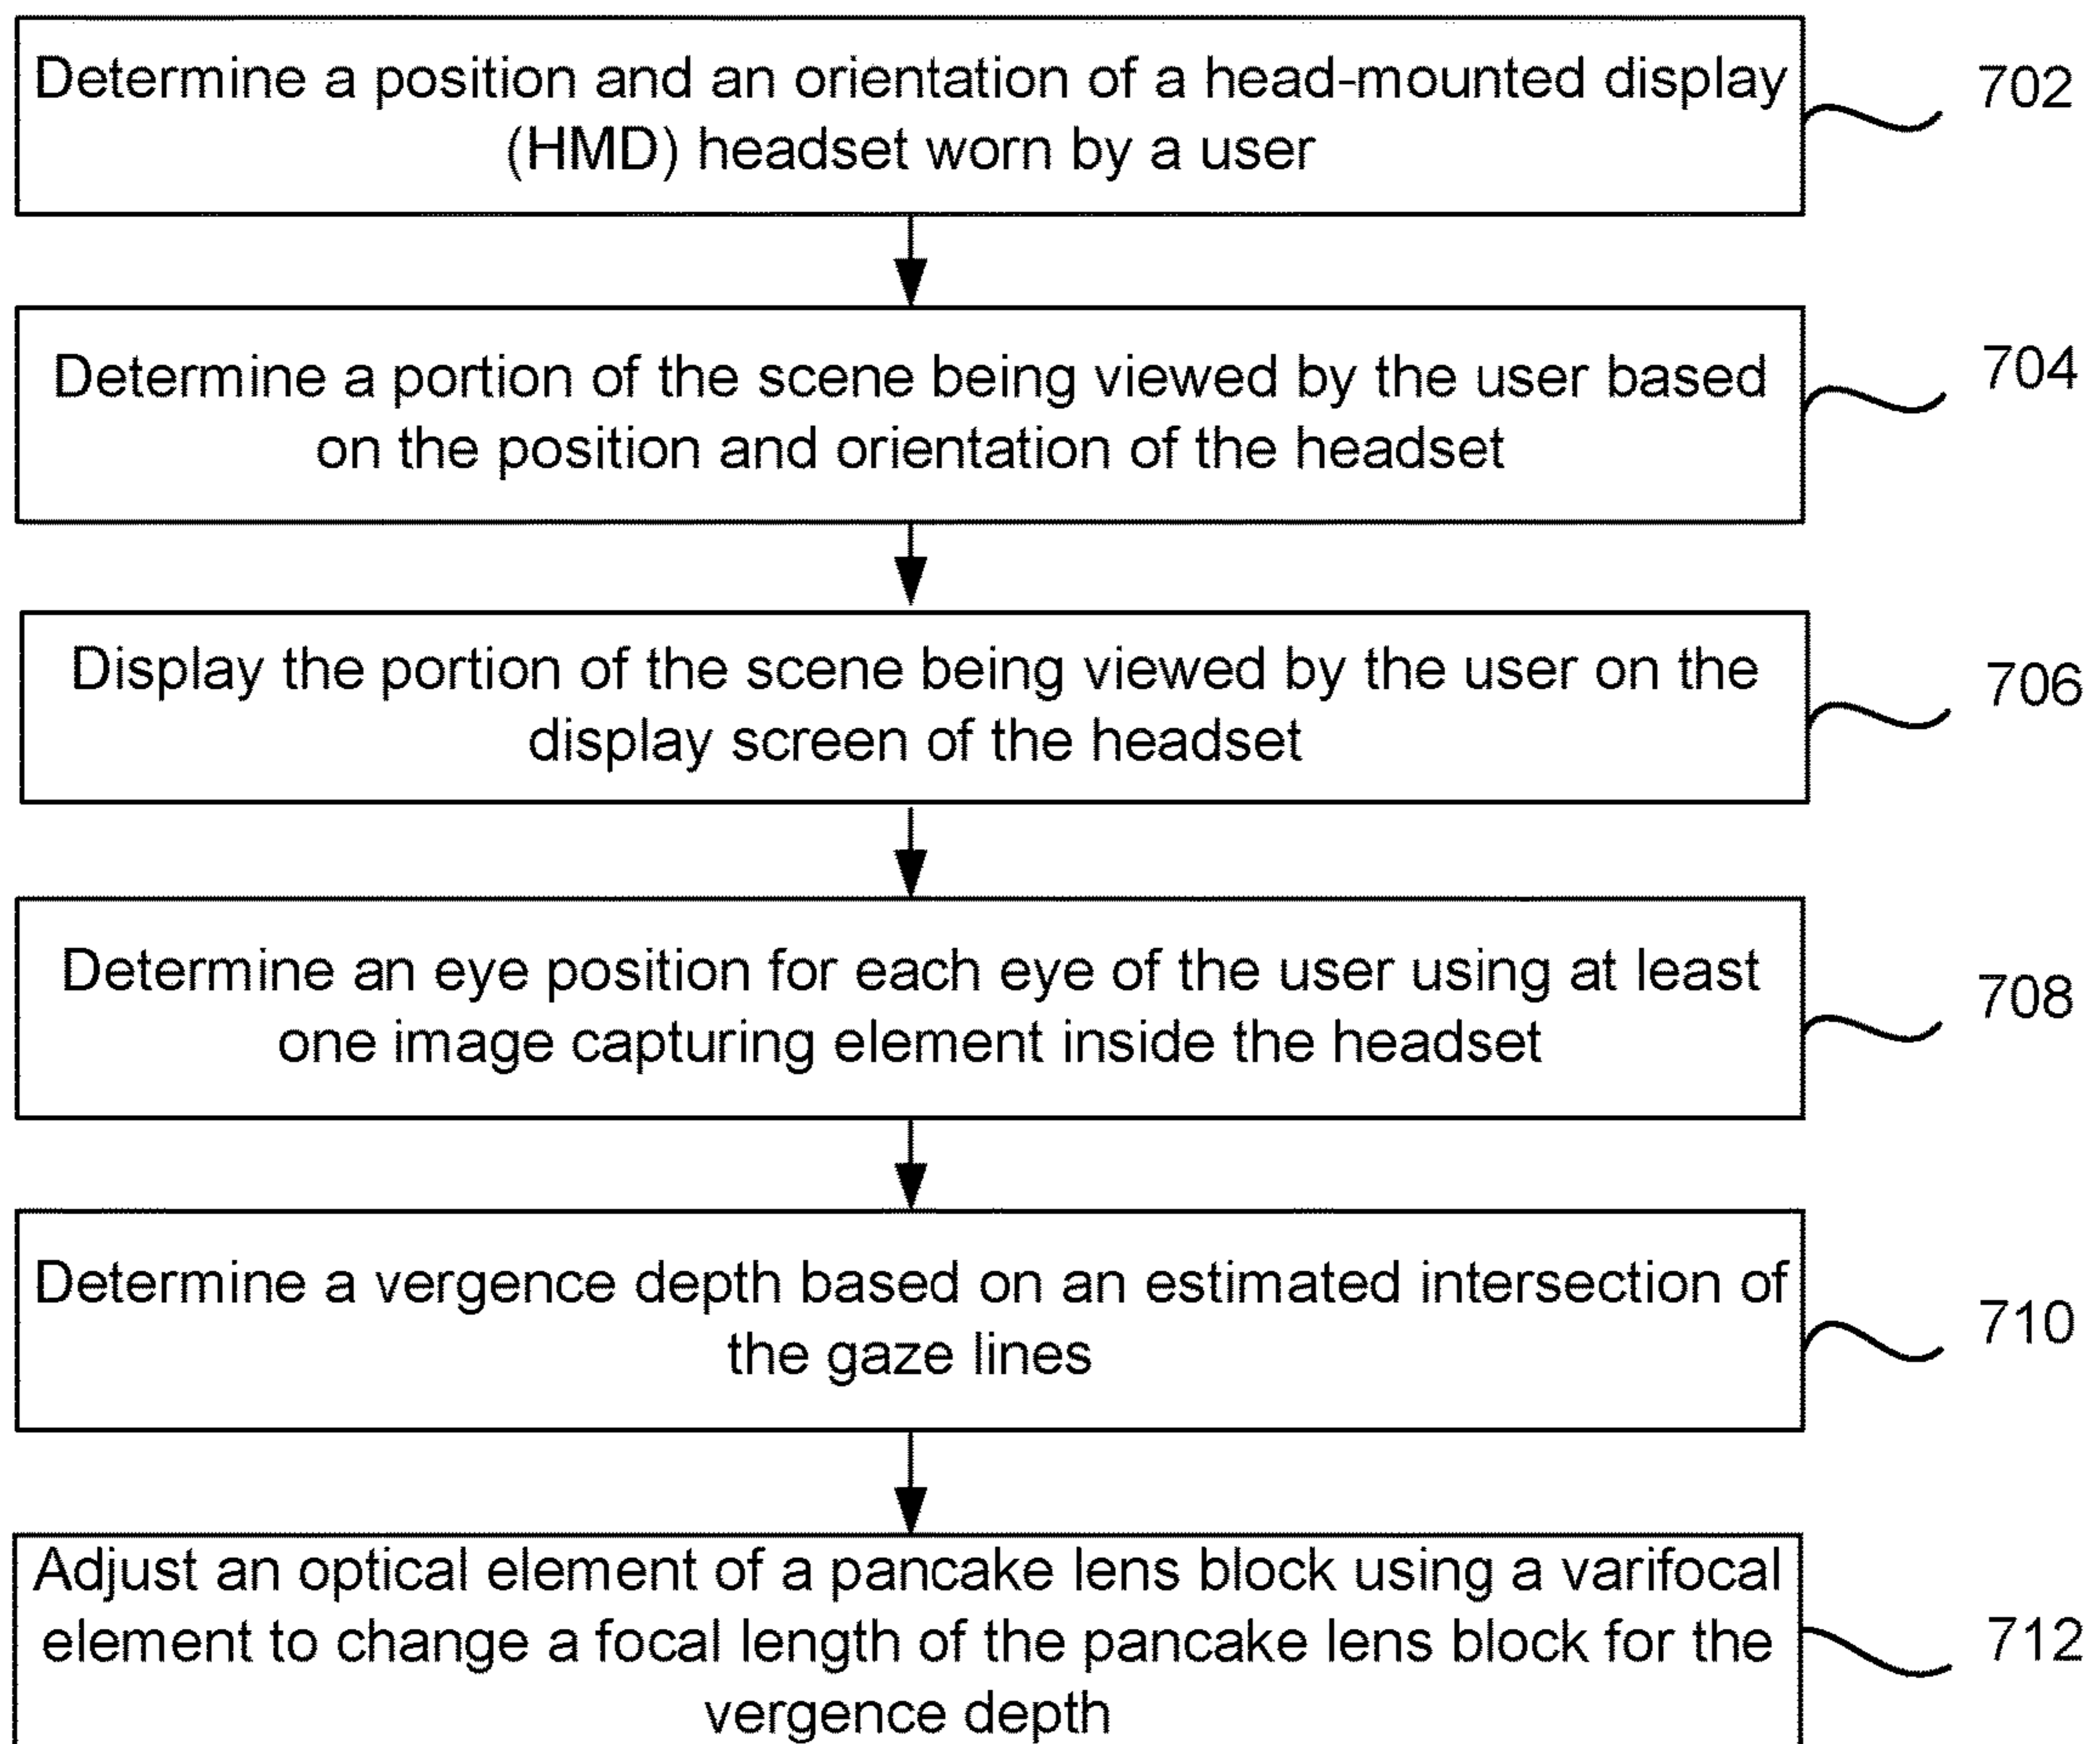 Determine a position and an orientation of a head-mounted display
(HMD) headset worn by a user
702
Determine a portion of the scene being viewed by the user based
on the position and orientation of the headset
704
Display the portion of the scene being viewed by the user on the
display screen of the headset
706
Determine an eye position for each eye of the user using at least
one image capturing element inside the headset
708
Determine a vergence depth based on an estimated intersection of
the gaze lines
710
Adjust an optical element of a pancake lens block using a varifocal
element to change a focal length of the pancake lens block for the
vergence depth
712